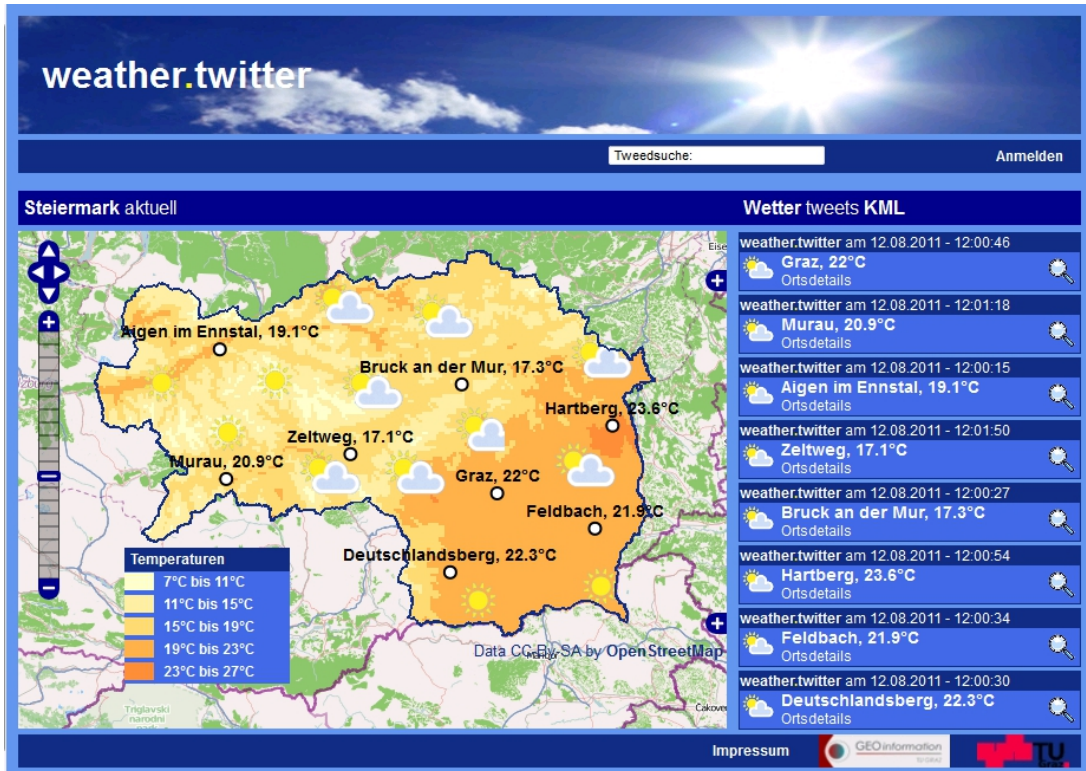 weather.twitter
Tweedsuche:
Anmelden
Steiermark aktuell
Wetter tweets KML
Aigen im Ennstal, 19.1°C
Bruck an der Mur, 17.3°C
Hartberg, 23.6°C
Zeltweg, 17.1°C
Murau, 20.9°C
Graz, 22°C
Feldbach, 21.9°C
Deutschlandsberg, 22.3°C
Temperaturen
7°C bis 11°C
11°C bis 15°C
15°C bis 19°C
19°C bis 23°C
23°C bis 27°C
Data CC-By-SA by OpenStreetMap
Triglavski
narodni
weather.twitter am 12.08.2011 - 12:00:46
Graz, 22°C
Ortsdetails
weather.twitter am 12.08.2011 - 12:01:18
Murau, 20.9°C
Ortsdetails
weather.twitter am 12.08.2011 - 12:00:15
Aigen im Ennstal, 19.1°C
Ortsdetails
weather.twitter am 12.08.2011 - 12:01:50
Zeltweg, 17.1°C
Ortsdetails
weather.twitter am 12.08.2011 - 12:00:27
Bruck an der Mur, 17.3°C
Ortsdetails
weather.twitter am 12.08.2011 - 12:00:54
Hartberg, 23.6°C
Ortsdetails
weather.twitter am 12.08.2011 - 12:00:34
Feldbach, 21.9°C
Ortsdetails
weather.twitter am 12.08.2011 - 12:00:30
Deutschlandsberg, 22.3°C
Ortsdetails
Impressum
GEOinformation
TU GRAZ
TU
Graz